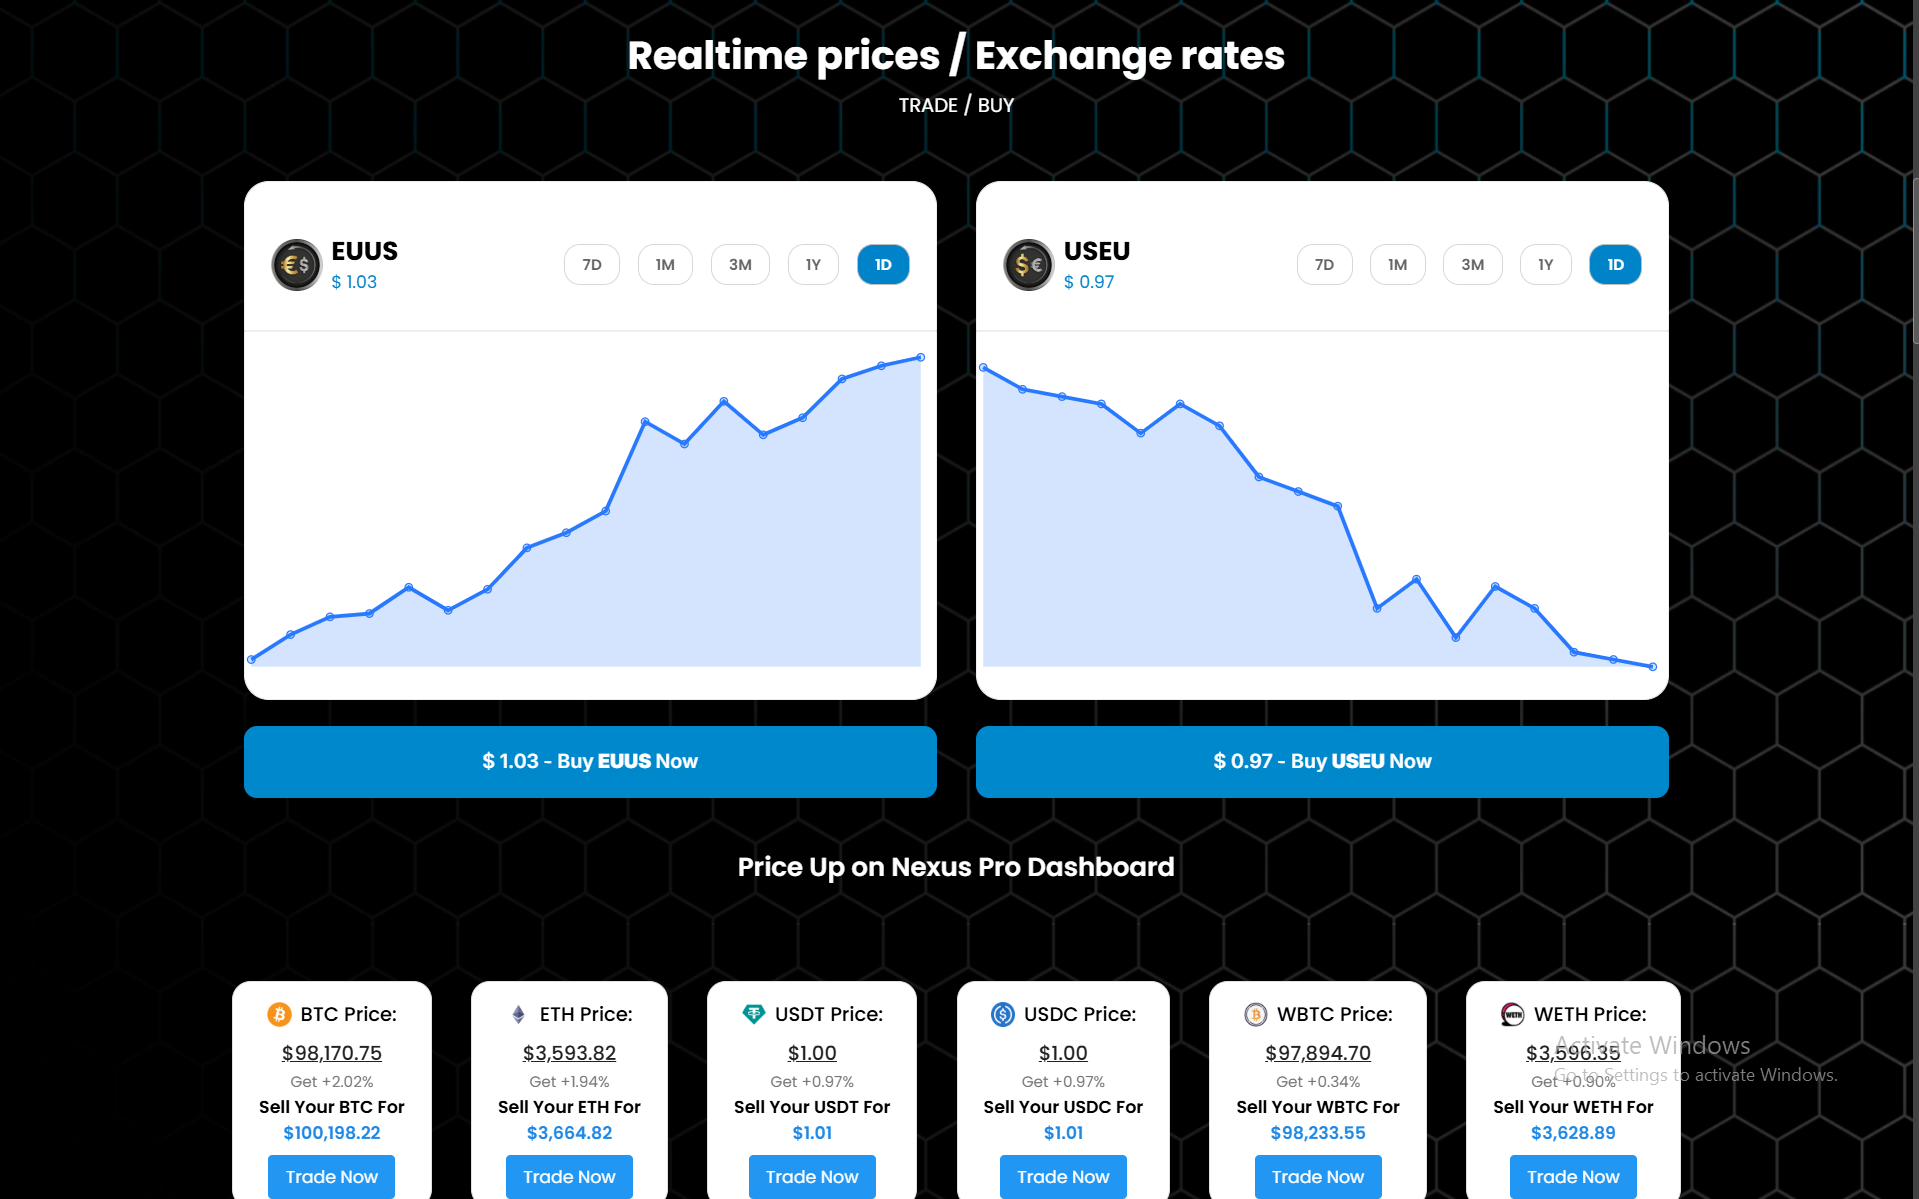 Realtime prices / Exchange rates
TRADE / BUY
EUUS
$ 1.03
7D 1M 3M 1Y 1D
USEU
$ 0.97
7D 1M 3M 1Y 1D
$ 1.03 - Buy EUUS Now
$ 0.97 - Buy USEU Now
Price Up on Nexus Pro Dashboard
BTC Price:
$98,170.75
Get +2.02%
Sell Your BTC For
$100,198.22
Trade Now
ETH Price:
$3,593.82
Get +1.94%
Sell Your ETH For
$3,664.82
Trade Now
USDT Price:
$1.00
Get +0.97%
Sell Your USDT For
$1.01
Trade Now
USDC Price:
$1.00
Get +0.97%
Sell Your USDC For
$1.01
Trade Now
WBTC Price:
$97,894.70
Get +0.34%
Sell Your WBTC For
$98,233.55
Trade Now
WETH
WETH Price:
$3,596.35
Get +0.90%
Sell Your WETH For
$3,628.89
Trade Now
Activate Windows
Go to Settings to activate Windows.